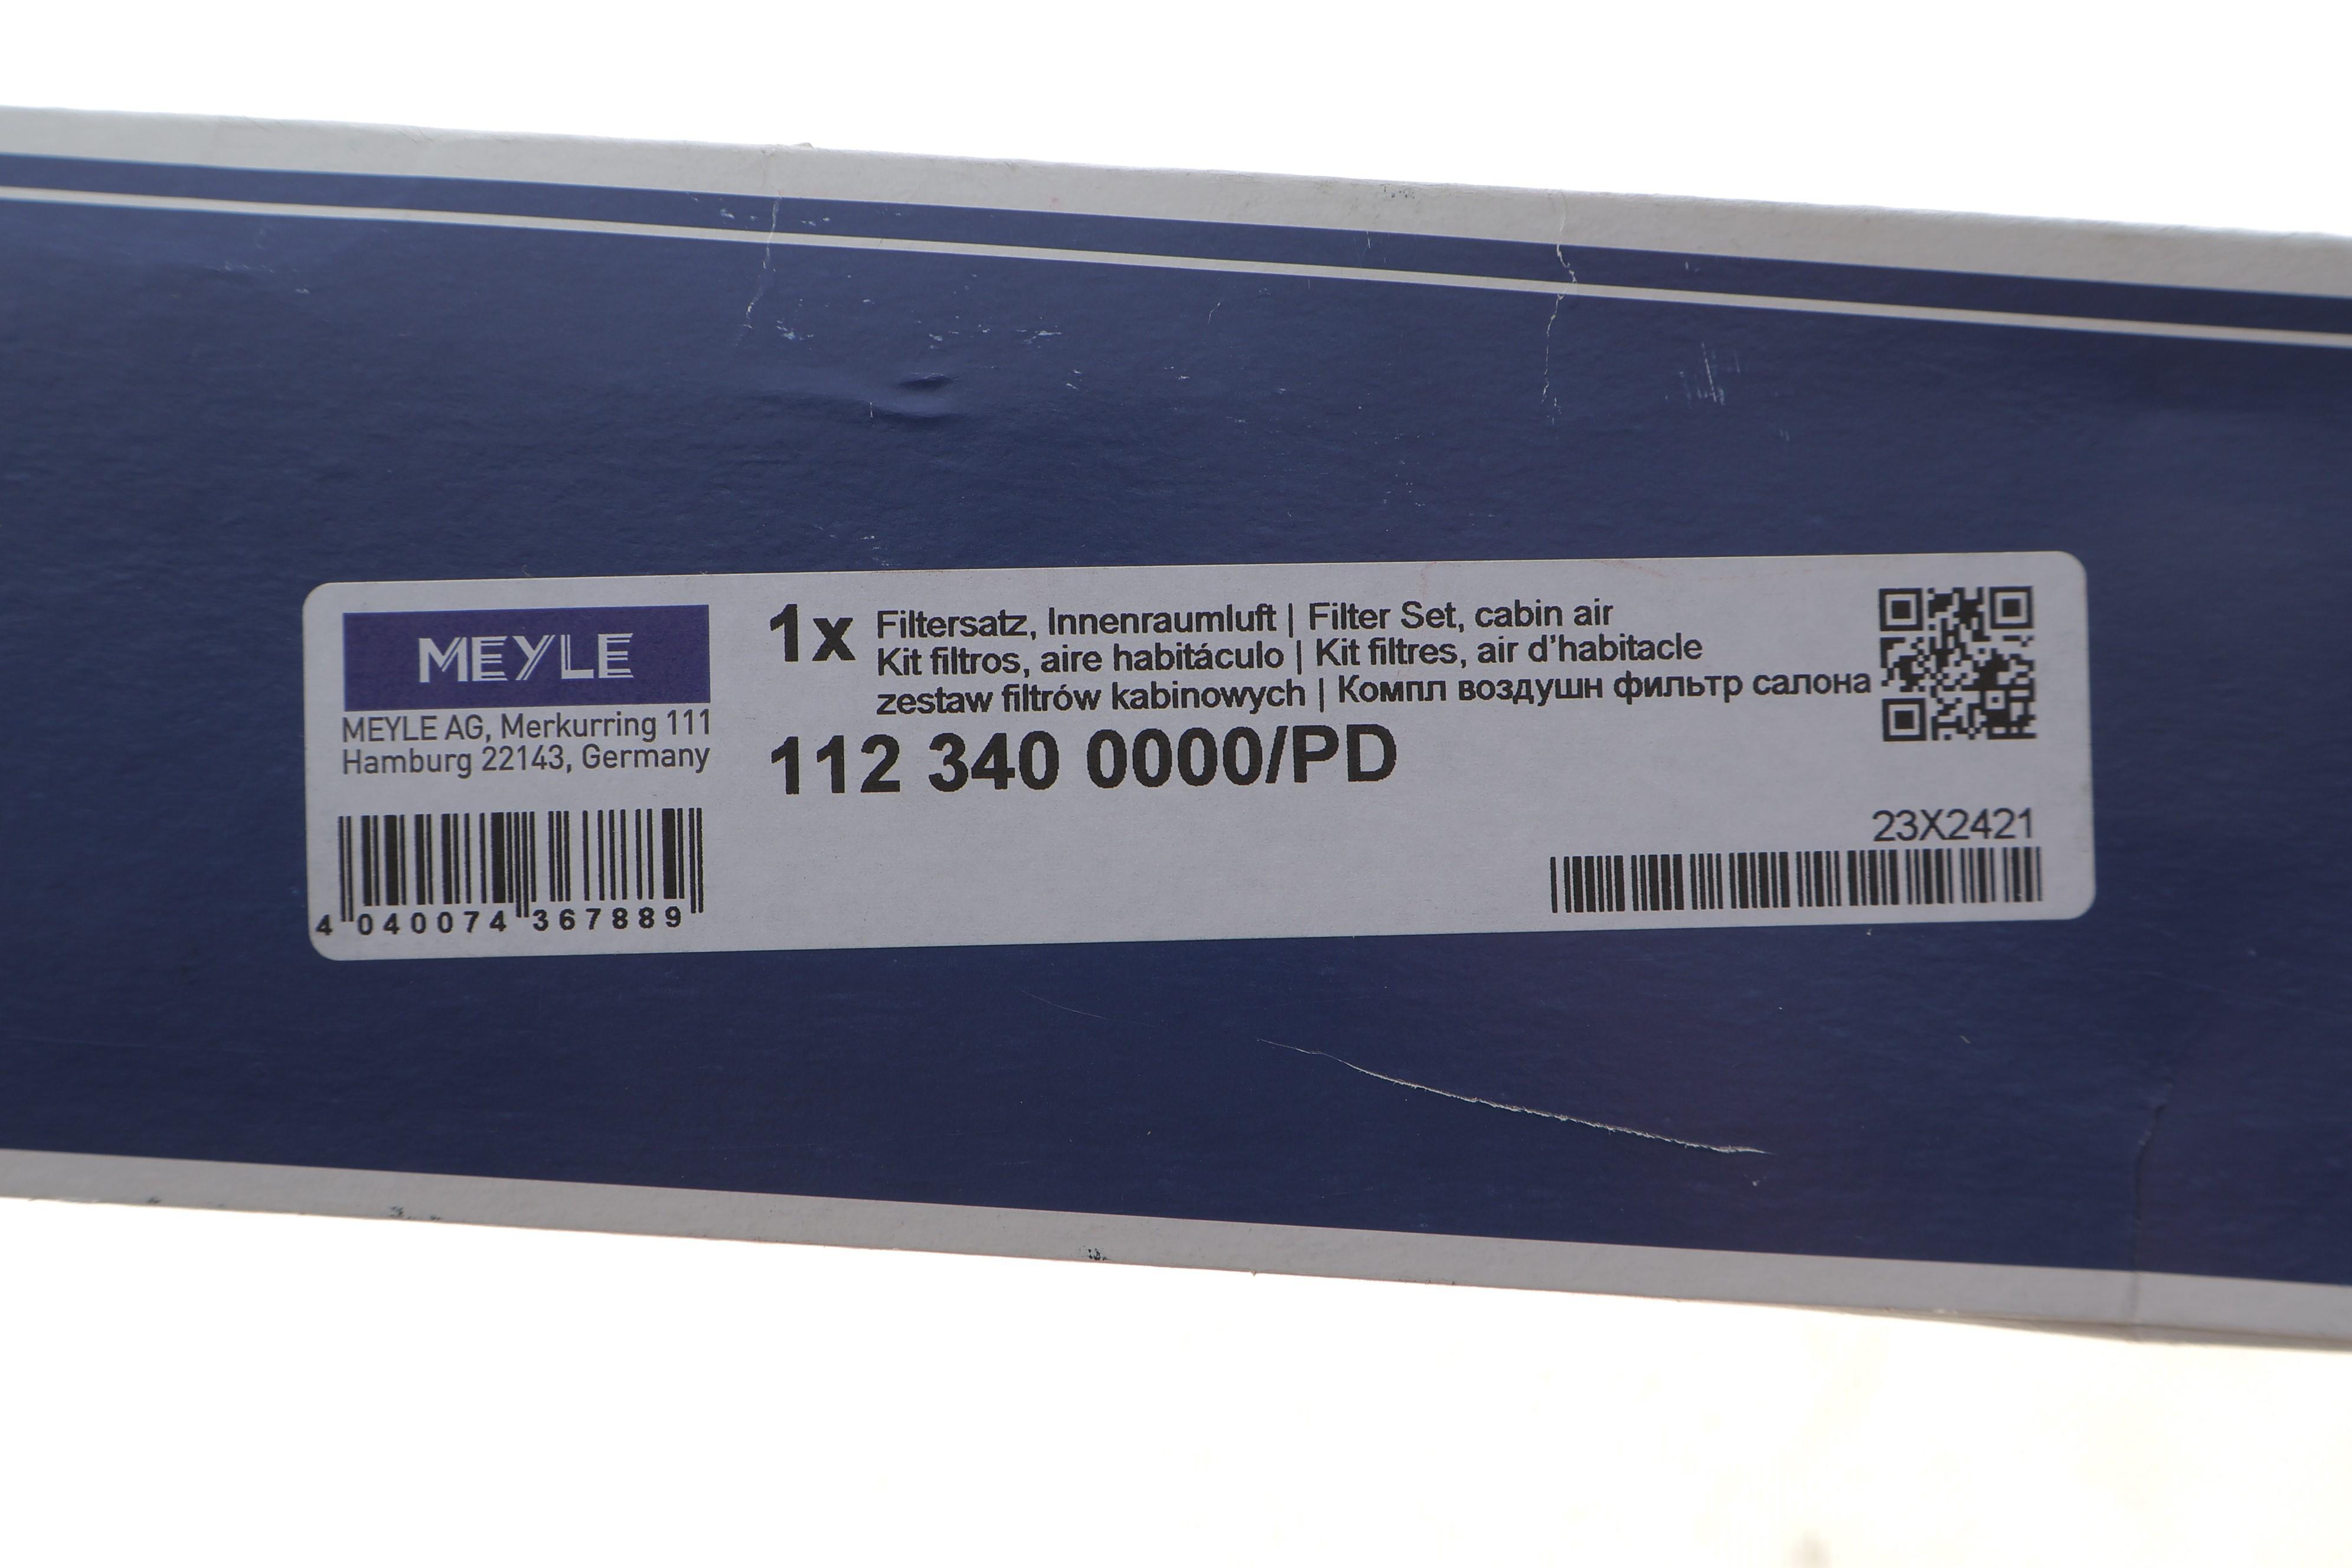 MEYLE
MEYLE AG, Merkurring 111
Hamburg 22143, Germany
4 040074 367889
1x Filtersatz, Innenraumluft | Filter Set, cabin air
Kit filtros, aire habitáculo | Kit filtres, air d'habitacle
zestaw filtrów kabinowych | Компл воздушн фильтр салона
112 340 0000/PD
23X2421